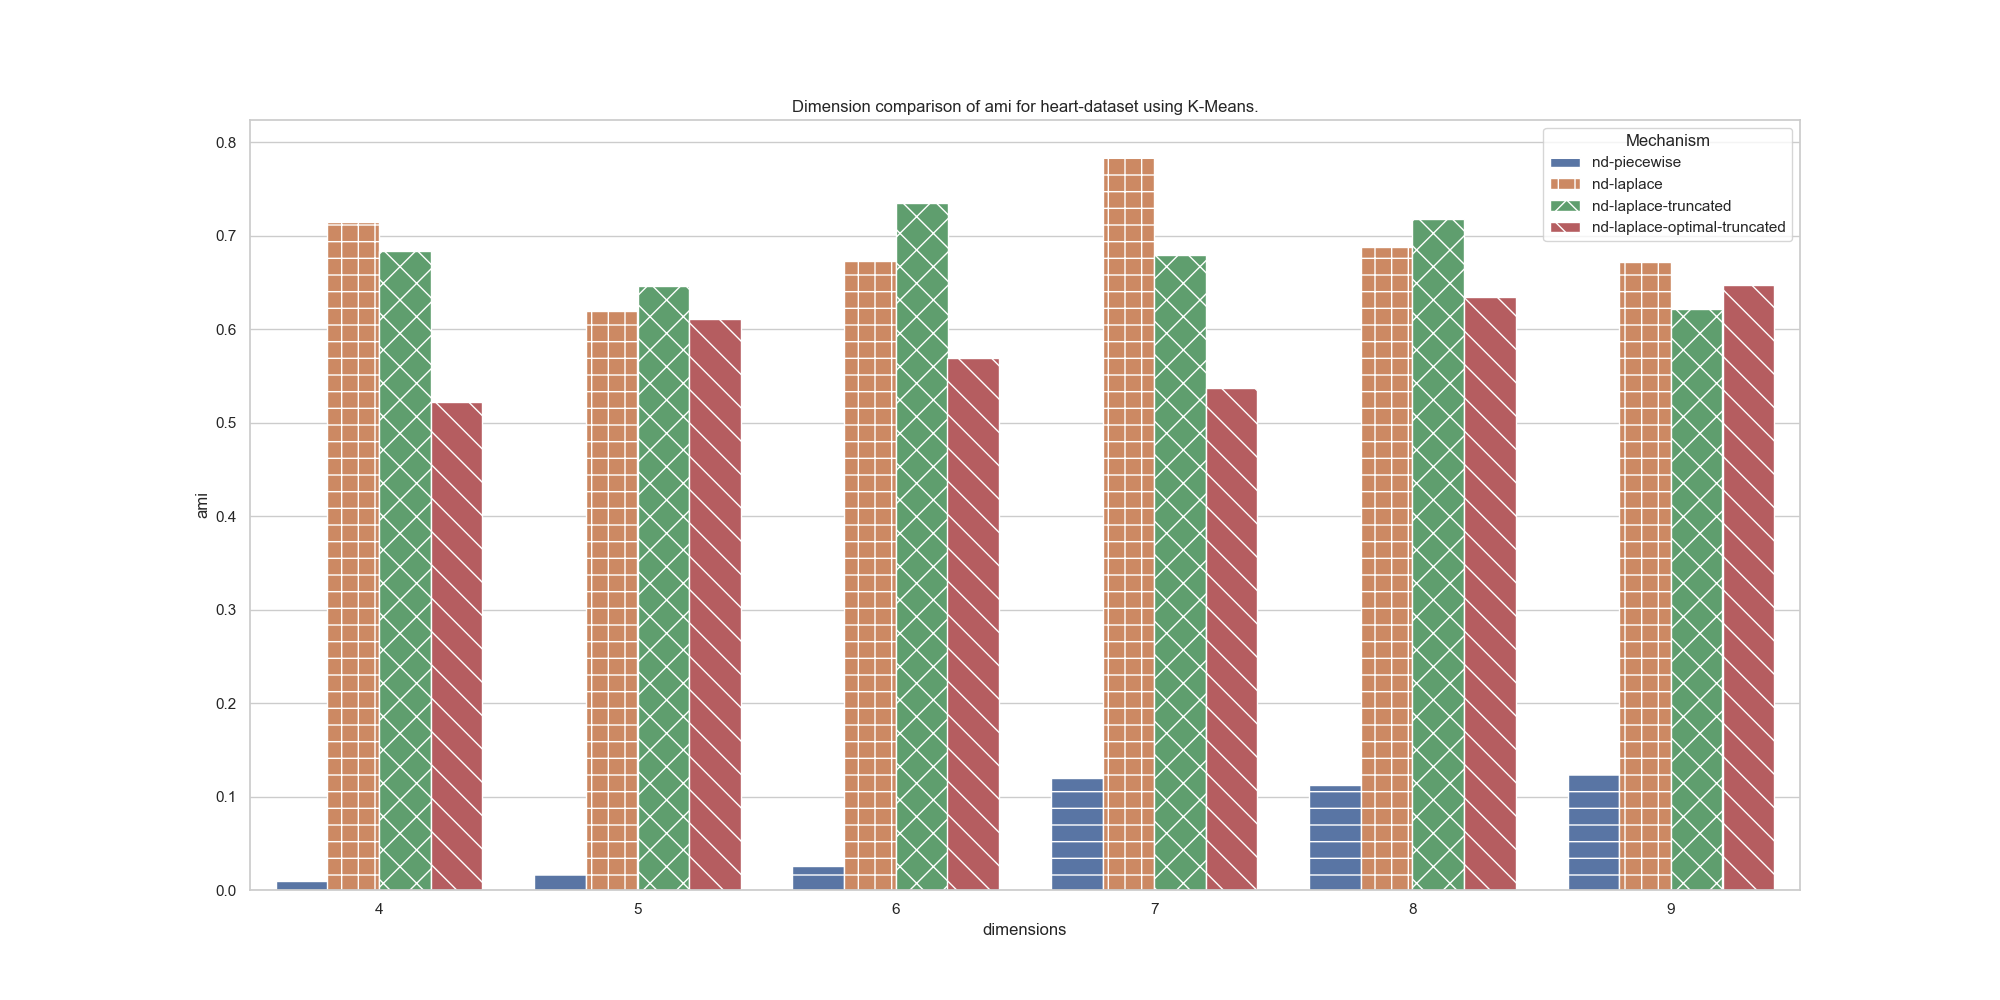 Dimension comparison of ami for heart-dataset using K-Means.
Mechanism
nd-piecewise
nd-laplace
nd-laplace-truncated
nd-laplace-optimal-truncated
0.8
0.7
0.6
0.5
0.4
0.3
0.2
0.1
0.0
ami
4 5 6 7 8 9
dimensions